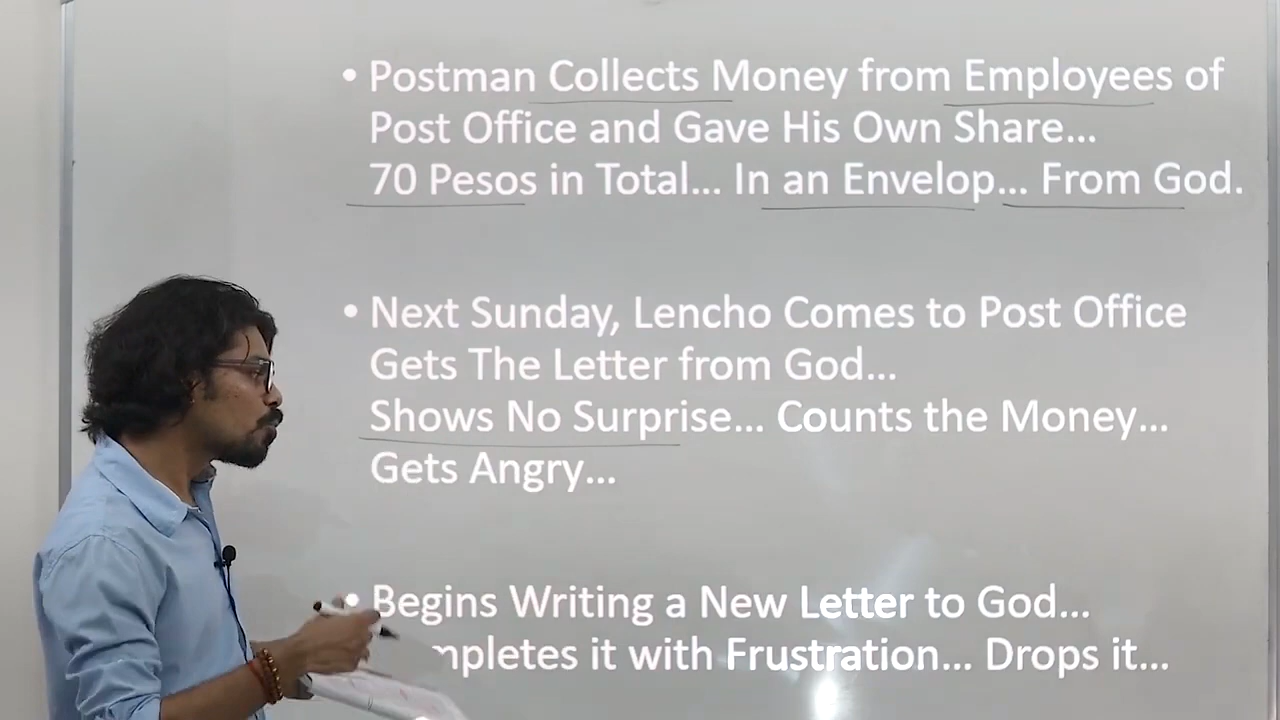 • Postman Collects Money from Employees of
Post Office and Gave His Own Share...
70 Pesos in Total... In an Envelop... From God.
• Next Sunday, Lencho Comes to Post Office
Gets The Letter from God...
Shows No Surprise... Counts the Money...
Gets Angry...
• Begins Writing a New Letter to God...
it with Frustration... Drops it...